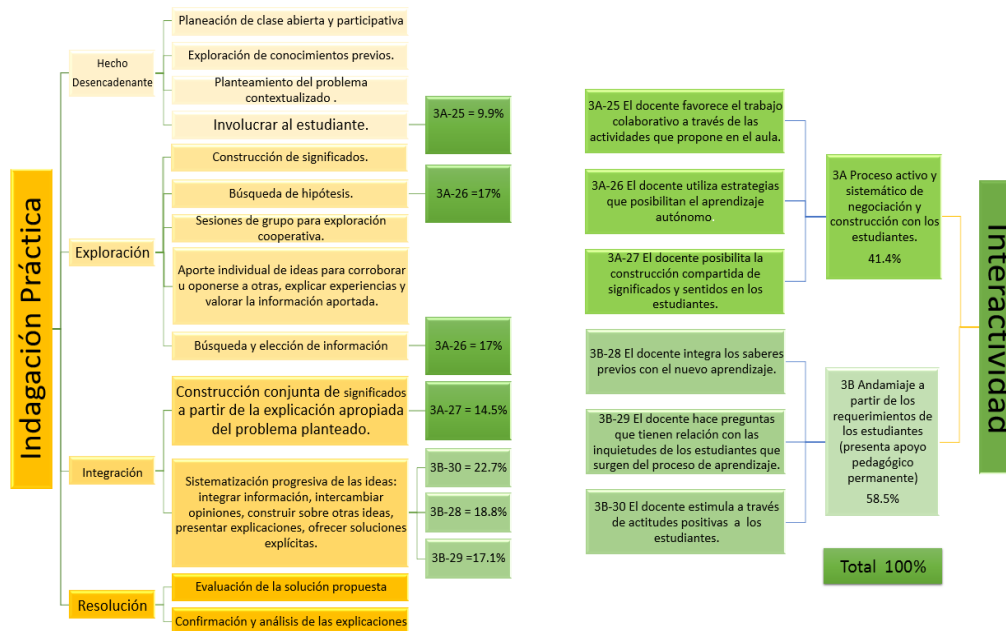 Indagación Práctica
Hecho
Desencadenante
Planeación de clase abierta y participativa
Exploración de conocimientos previos.
Planteamiento del problema
contextualizado .
Involucrar al estudiante.
3A-25 = 9.9%
Exploración
Construcción de significados.
Búsqueda de hipótesis.
3A-26 =17%
Sesiones de grupo para exploración
cooperativa.
Aporte individual de ideas para corroborar
u oponerse a otras, explicar experiencias y
valorar la información aportada.
Búsqueda y elección de información
3A-26 = 17%
Integración
Construcción conjunta de significados
a partir de la explicación apropiada
del problema planteado.
3A-27 = 14.5%
Sistematización progresiva de las ideas:
integrar información, intercambiar
opiniones, construir sobre otras ideas,
presentar explicaciones, ofrecer soluciones
explícitas.
3B-30 = 22.7%
3B-28 = 18.8%
3B-29 =17.1%
Resolución
Evaluación de la solución propuesta
Confirmación y análisis de las explicaciones
3A-25 El docente favorece el trabajo
colaborativo a través de las
actividades que propone en el aula.
3A-26 El docente utiliza estrategias
que posibilitan el aprendizaje
autónomo.
3A-27 El docente posibilita la
construcción compartida de
significados y sentidos en los
estudiantes.
3A Proceso activo y
sistemático de
negociación y
construcción con los
estudiantes.
41.4%
3B-28 El docente integra los saberes
previos con el nuevo aprendizaje.
3B-29 El docente hace preguntas
que tienen relación con las
inquietudes de los estudiantes que
surgen del proceso de aprendizaje.
3B-30 El docente estimula a través
de actitudes positivas a los
estudiantes.
3B Andamiaje a
partir de los
requerimientos de
los estudiantes
(presenta apoyo
pedagógico
permanente)
58.5%
Interactividad
Total 100%